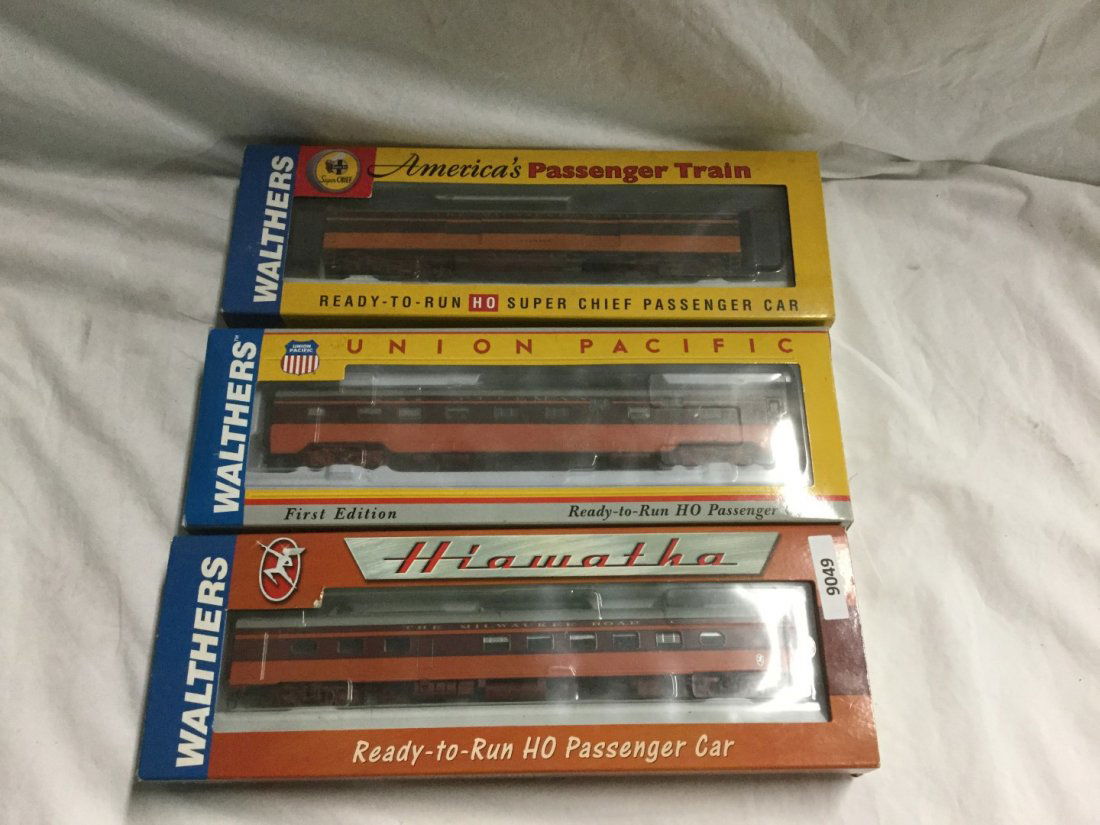 WALTHERS
Super CHIEF
America's Passenger Train
READY-TO-RUN HO SUPER CHIEF PASSENGER CAR
WALTHERS™
UNION PACIFIC
UNION PACIFIC
First Edition
Ready-to-Run HO Passenger
WALTHERS
Hiawatha
9049
THE MILWAUKEE ROAD
Ready-to-Run HO Passenger Car